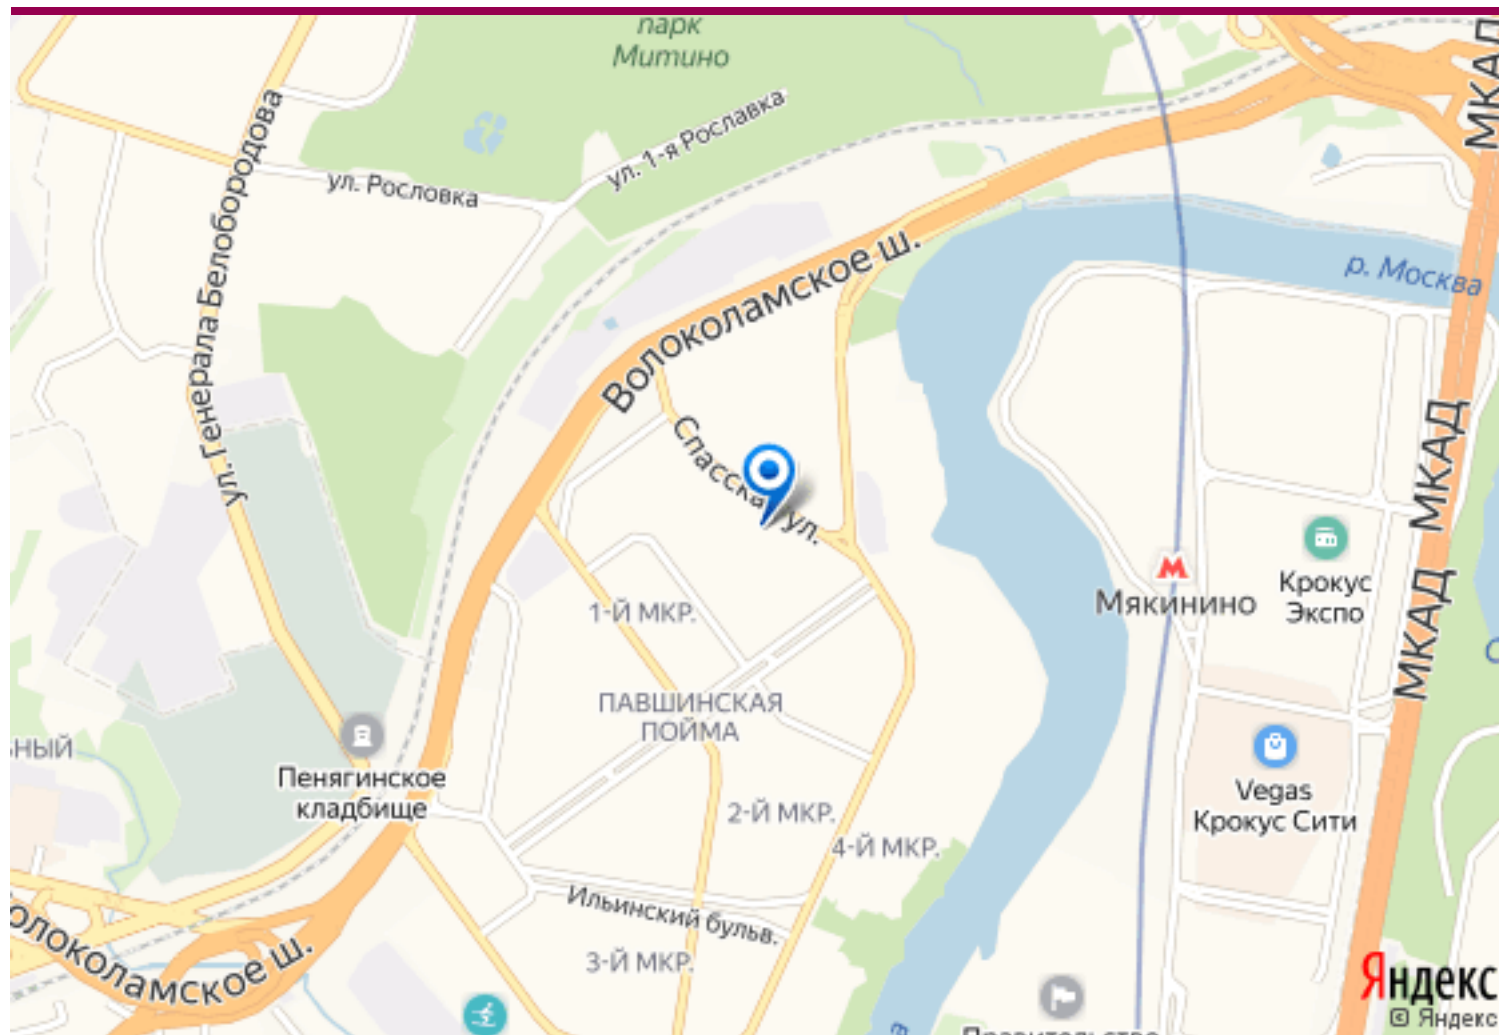 парк
Митино
МКАД
ул. Генерала Белобородова
ул. 1-я Рославка
ул. Рословка
Волоколамское ш.
р. Москва
Спасская ул.
МКАД
МКАД
Мякинино
Крокус
Экспо
1-Й МКР.
ПАВШИНСКАЯ
ПОЙМА
Пенягинское
кладбище
Vegas
Крокус Сити
2-Й МКР.
4-Й МКР.
Ильинский бульв.
3-Й МКР.
олоколамское ш.
Яндекс
© Яндекс